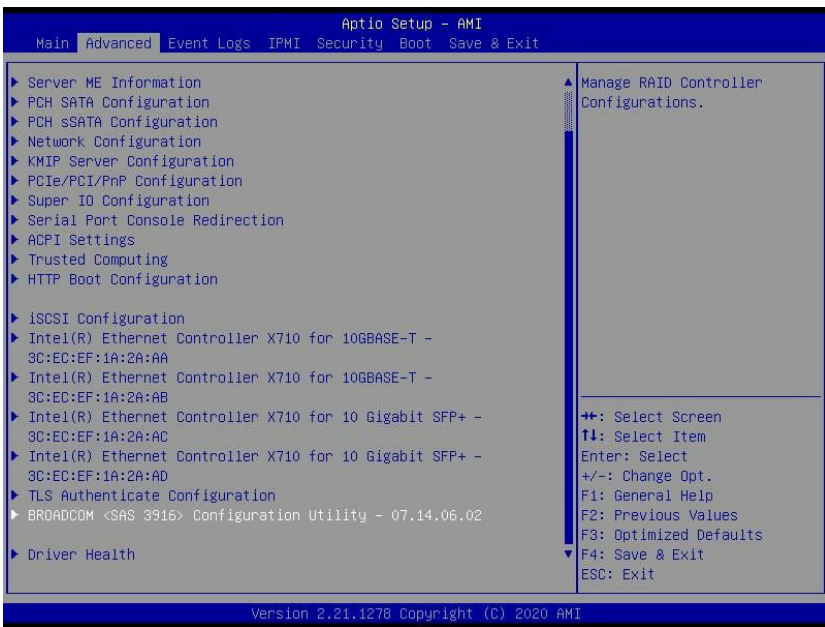 Aptio Setup – AMI
Main Advanced Event Logs IPMI Security Boot Save & Exit
Server ME Information
PCH SATA Configuration
PCH sSATA Configuration
Network Configuration
KMIP Server Configuration
PCIe/PCI/PnP Configuration
Super IO Configuration
Serial Port Console Redirection
ACPI Settings
Trusted Computing
HTTP Boot Configuration
iSCSI Configuration
Intel(R) Ethernet Controller X710 for 10GBASE-T –
3C:EC:EF:1A:2A:AA
Intel(R) Ethernet Controller X710 for 10GBASE-T –
3C:EC:EF:1A:2A:AB
Intel(R) Ethernet Controller X710 for 10 Gigabit SFP+ –
3C:EC:EF:1A:2A:AC
Intel(R) Ethernet Controller X710 for 10 Gigabit SFP+ –
3C:EC:EF:1A:2A:AD
TLS Authenticate Configuration
BROADCOM <SAS 3916> Configuration Utility – 07.14.06.02
Driver Health
Manage RAID Controller
Configurations.
→←: Select Screen
↑↓: Select Item
Enter: Select
+/-: Change Opt.
F1: General Help
F2: Previous Values
F3: Optimized Defaults
F4: Save & Exit
ESC: Exit
Version 2.21.1278 Copyright (C) 2020 AMI